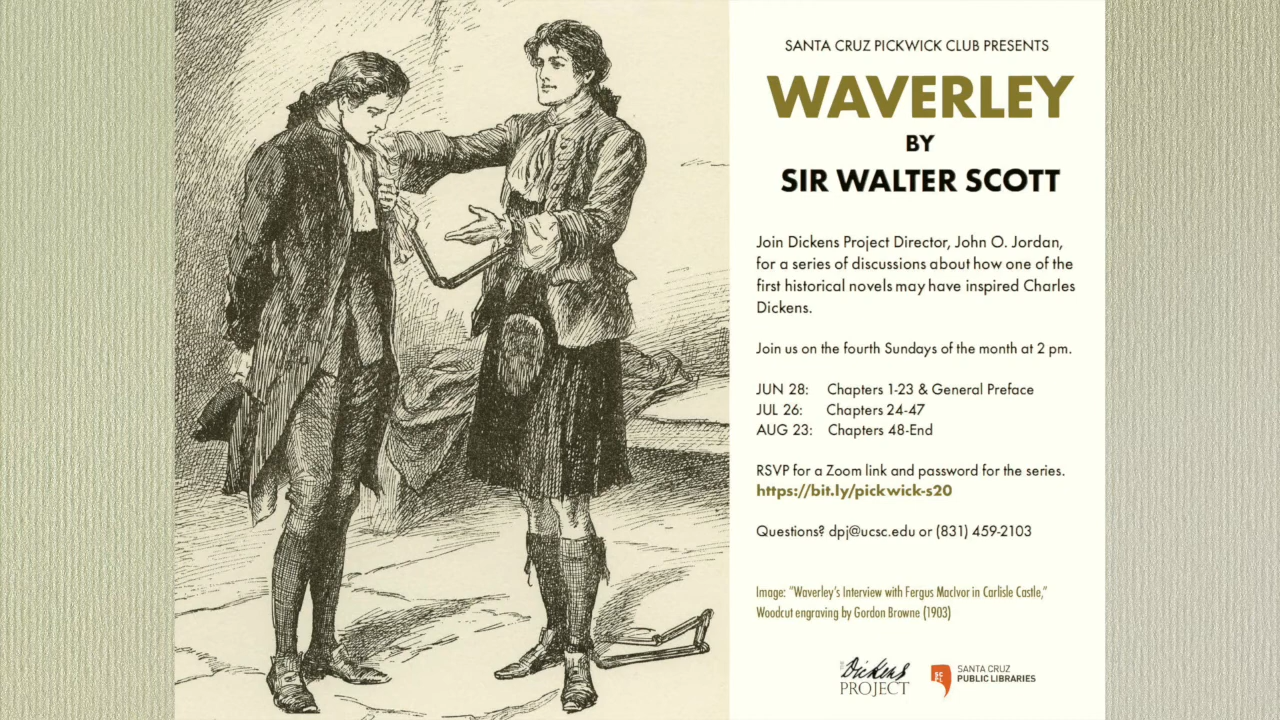 SANTA CRUZ PICKWICK CLUB PRESENTS
WAVERLEY
BY
SIR WALTER SCOTT
Join Dickens Project Director, John O. Jordan,
for a series of discussions about how one of the
first historical novels may have inspired Charles
Dickens.
Join us on the fourth Sundays of the month at 2 pm.
JUN 28: Chapters 1-23 & General Preface
JUL 26: Chapters 24-47
AUG 23: Chapters 48-End
RSVP for a Zoom link and password for the series.
https://bit.ly/pickwick-s20
Questions? dpj@ucsc.edu or (831) 459-2103
Image: "Waverley's Interview with Fergus MacIvor in Carlisle Castle,"
Woodcut engraving by Gordon Browne (1903)
THE Dickens
PROJECT
SC
PL
SANTA CRUZ
PUBLIC LIBRARIES